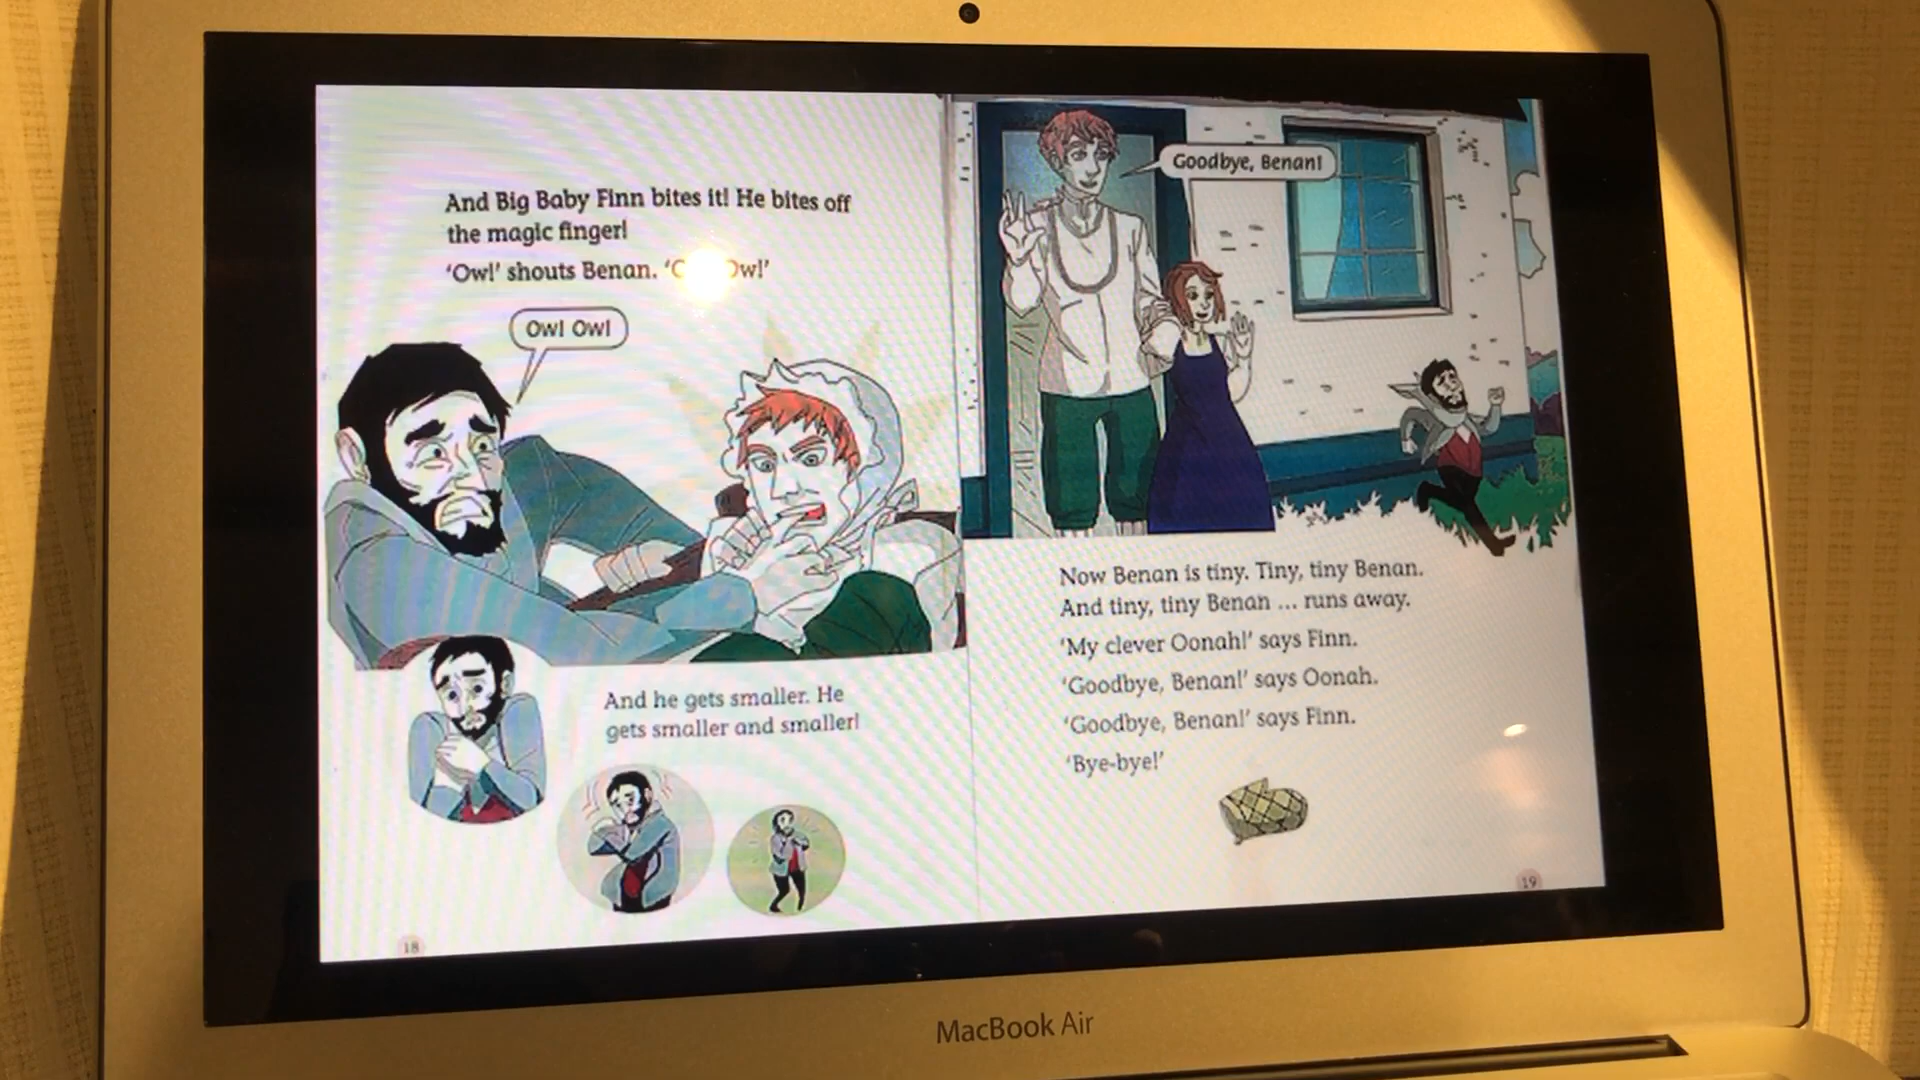 And Big Baby Finn bites it! He bites off
the magic finger!
'Ow!' shouts Benan. Ow!'
Ow! Ow!
And he gets smaller. He
gets smaller and smaller!
18
Goodbye, Benan!
Now Benan is tiny. Tiny, tiny Benan.
And tiny, tiny Benan ... runs away.
'My clever Oonah!' says Finn.
'Goodbye, Benan!' says Oonah.
'Goodbye, Benan!' says Finn.
'Bye-bye!'
19
MacBook Air